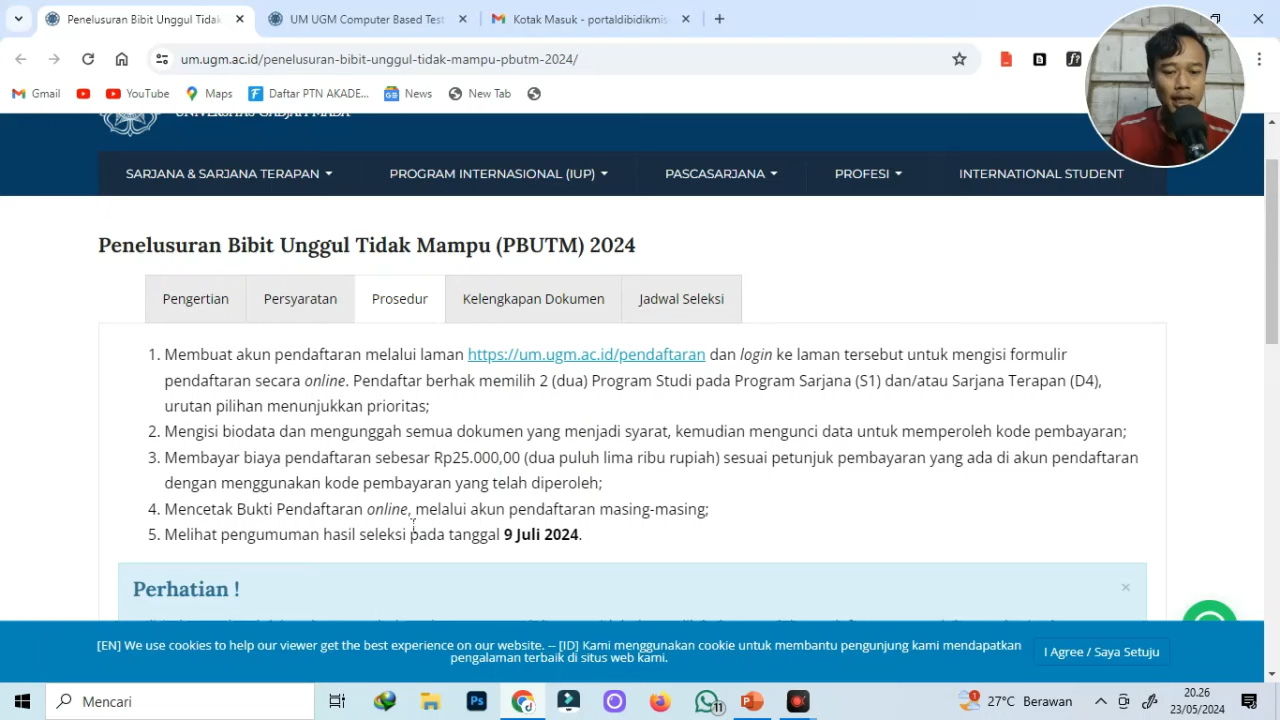 Penelusuran Bibit Unggul Tidak
UM UGM Computer Based Test
Kotak Masuk - portaldibidikmis
um.ugm.ac.id/penelusuran-bibit-unggul-tidak-mampu-pbutm-2024/
Gmail
YouTube
Maps
Daftar PTN AKADE...
News
New Tab
UNIVERSITAS GADJAH MADA
SARJANA & SARJANA TERAPAN
PROGRAM INTERNASIONAL (IUP)
PASCASARJANA
PROFESI
INTERNATIONAL STUDENT
Penelusuran Bibit Unggul Tidak Mampu (PBUTM) 2024
Pengertian
Persyaratan
Prosedur
Kelengkapan Dokumen
Jadwal Seleksi
1. Membuat akun pendaftaran melalui laman https://um.ugm.ac.id/pendaftaran dan login ke laman tersebut untuk mengisi formulir
pendaftaran secara online. Pendaftar berhak memilih 2 (dua) Program Studi pada Program Sarjana (S1) dan/atau Sarjana Terapan (D4),
urutan pilihan menunjukkan prioritas;
2. Mengisi biodata dan mengunggah semua dokumen yang menjadi syarat, kemudian mengunci data untuk memperoleh kode pembayaran;
3. Membayar biaya pendaftaran sebesar Rp25.000,00 (dua puluh lima ribu rupiah) sesuai petunjuk pembayaran yang ada di akun pendaftaran
dengan menggunakan kode pembayaran yang telah diperoleh;
4. Mencetak Bukti Pendaftaran online, melalui akun pendaftaran masing-masing;
5. Melihat pengumuman hasil seleksi pada tanggal 9 Juli 2024.
Perhatian !
[EN] We use cookies to help our viewer get the best experience on our website. -- [ID] Kami menggunakan cookie untuk membantu pengunjung kami mendapatkan
pengalaman terbaik di situs web kami.
I Agree / Saya Setuju
Mencari
11
1
27°C Berawan
20.26
23/05/2024